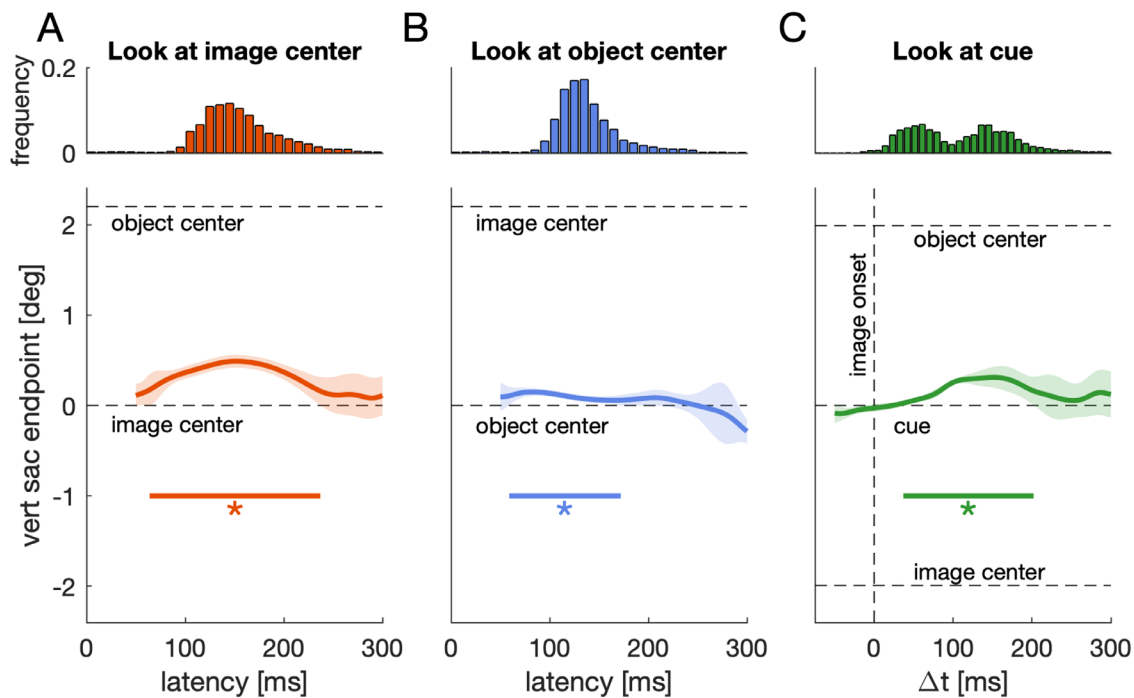 A
Look at image center
B
Look at object center
C
Look at cue
frequency
0.2
0
vert sac endpoint [deg]
2
1
0
-1
-2
object center
image center
*
image center
object center
*
image onset
object center
cue
*
image center
0 100 200 300
latency [ms]
0 100 200 300
latency [ms]
0 100 200 300
Δt [ms]